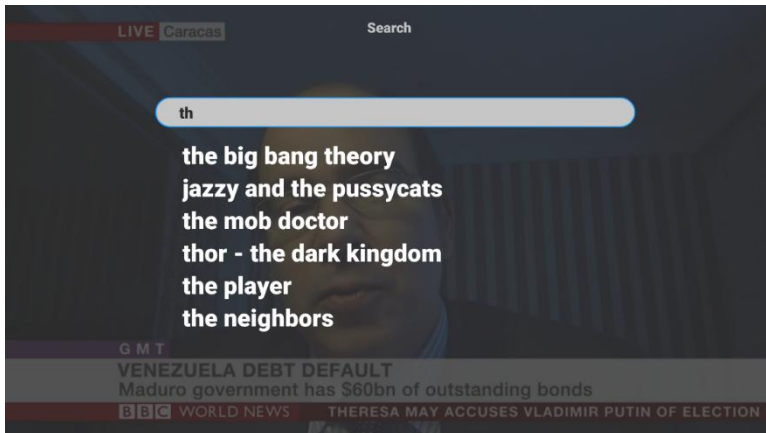 LIVE Caracas
Search
th
the big bang theory
jazzy and the pussycats
the mob doctor
thor - the dark kingdom
the player
the neighbors
GMT
VENEZUELA DEBT DEFAULT
Maduro government has $60bn of outstanding bonds
BBC WORLD NEWS THERESA MAY ACCUSES VLADIMIR PUTIN OF ELECTION